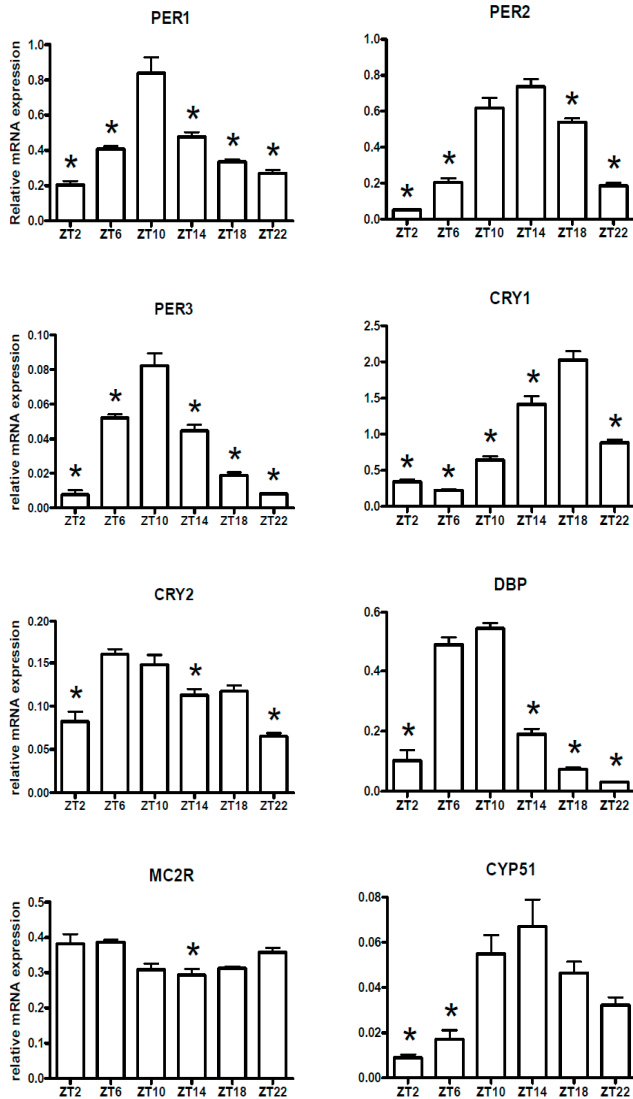 PER1
Relative mRNA expression
1.0
0.8
0.6
0.4
0.2
0.0
* * * * *
ZT2 ZT6 ZT10 ZT14 ZT18 ZT22
PER2
1.0
0.8
0.6
0.4
0.2
0.0
* * * *
ZT2 ZT6 ZT10 ZT14 ZT18 ZT22
PER3
relative mRNA expression
0.10
0.08
0.06
0.04
0.02
0.00
* * * * *
ZT2 ZT6 ZT10 ZT14 ZT18 ZT22
CRY1
2.5
2.0
1.5
1.0
0.5
0.0
* * * * *
ZT2 ZT6 ZT10 ZT14 ZT18 ZT22
CRY2
relative mRNA expression
0.20
0.15
0.10
0.05
0.00
* * *
ZT2 ZT6 ZT10 ZT14 ZT18 ZT22
DBP
0.6
0.4
0.2
0.0
* * * *
ZT2 ZT6 ZT10 ZT14 ZT18 ZT22
MC2R
relative mRNA expression
0.5
0.4
0.3
0.2
0.1
0.0
*
ZT2 ZT6 ZT10 ZT14 ZT18 ZT22
CYP51
0.08
0.06
0.04
0.02
0.00
* *
ZT2 ZT6 ZT10 ZT14 ZT18 ZT22